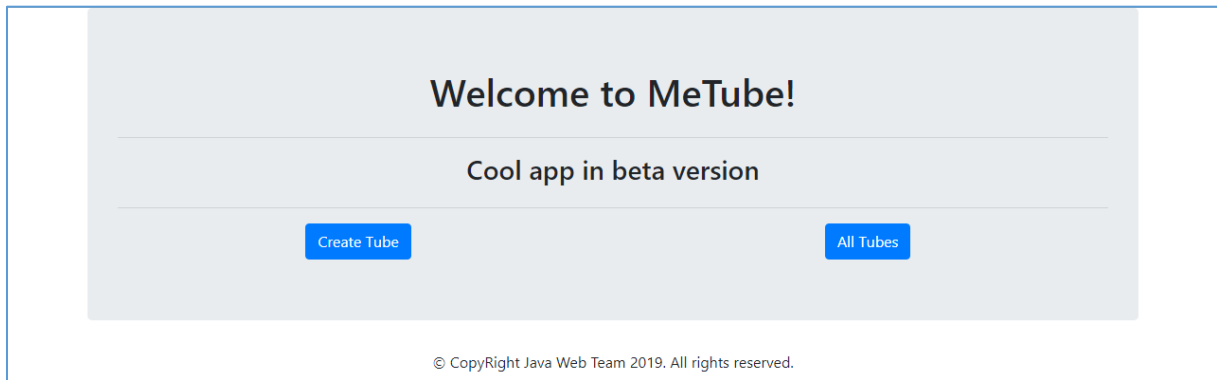 Welcome to MeTube!
Cool app in beta version
Create Tube
All Tubes
© CopyRight Java Web Team 2019. All rights reserved.